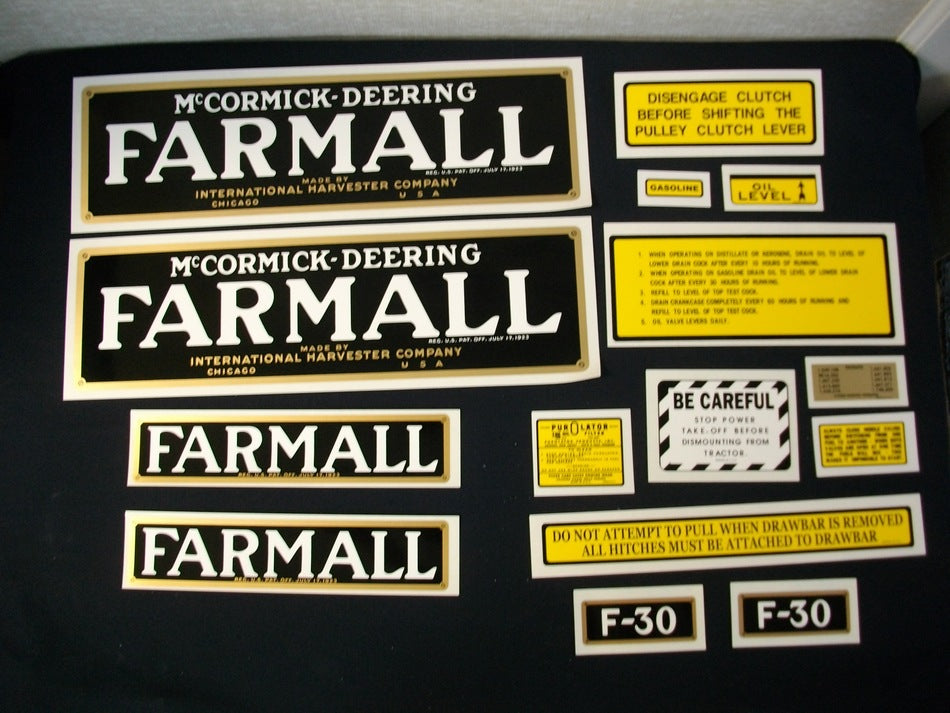 McCORMICK-DEERING
FARMALL
REG. U.S. PAT. OFF. JULY 17, 1923
MADE BY
INTERNATIONAL HARVESTER COMPANY
CHICAGO U S A
McCORMICK-DEERING
FARMALL
REG. U.S. PAT. OFF. JULY 17, 1923
MADE BY
INTERNATIONAL HARVESTER COMPANY
CHICAGO U S A
FARMALL
REG. U.S. PAT. OFF. JULY 17, 1923
FARMALL
REG. U.S. PAT. OFF. JULY 17, 1923
DISENGAGE CLUTCH
BEFORE SHIFTING THE
PULLEY CLUTCH LEVER
GASOLINE
OIL
LEVEL
1. WHEN OPERATING ON DISTILLATE OR KEROSENE, DRAIN OIL TO LEVEL OF
LOWER DRAIN COCK AFTER EVERY 10 HOURS OF RUNNING.
2. WHEN OPERATING ON GASOLINE DRAIN OIL TO LEVEL OF LOWER DRAIN
COCK AFTER EVERY 30 HOURS OF RUNNING.
3. REFILL TO LEVEL OF TOP TEST COCK.
4. DRAIN CRANKCASE COMPLETELY EVERY 60 HOURS OF RUNNING AND
REFILL TO LEVEL OF TOP TEST COCK.
5. OIL VALVE LEVERS DAILY.
PUROLATOR
OIL FILTER
BE CAREFUL
STOP POWER
TAKE-OFF BEFORE
DISMOUNTING FROM
TRACTOR.
DO NOT ATTEMPT TO PULL WHEN DRAWBAR IS REMOVED
ALL HITCHES MUST BE ATTACHED TO DRAWBAR
F-30
F-30